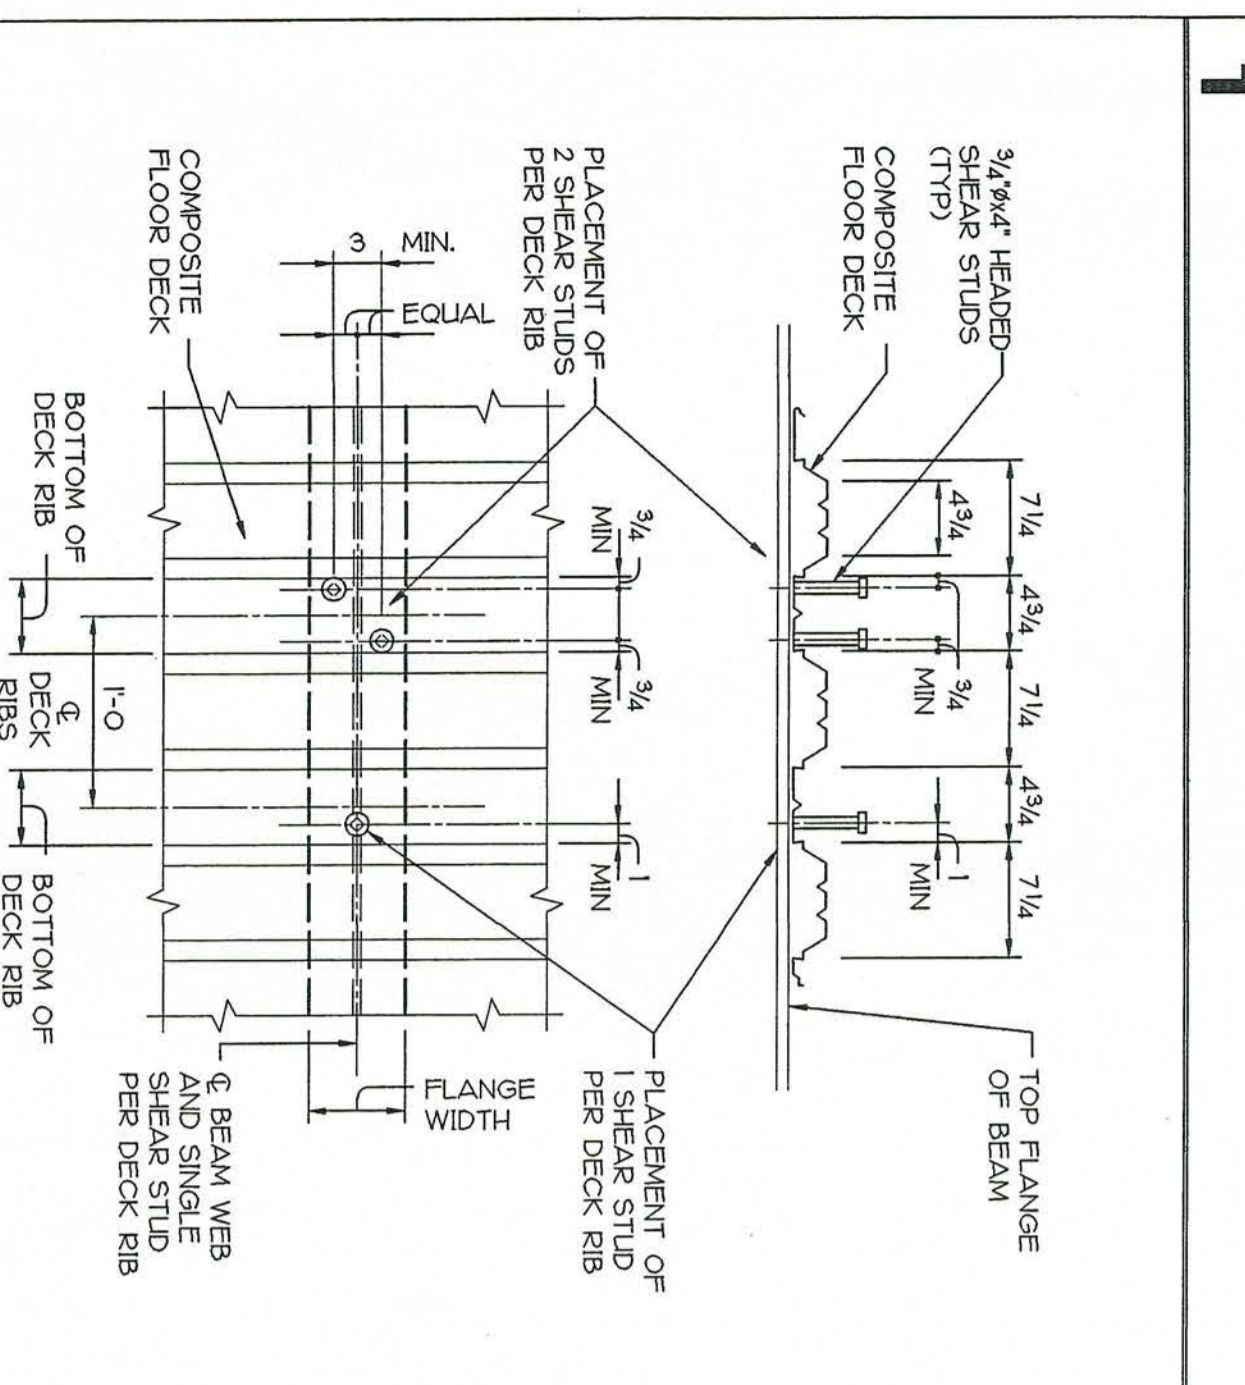 3/4"øx4" HEADED
SHEAR STUDS
(TYP)
COMPOSITE
FLOOR DECK
7 1/4
4 3/4
7 1/4
4 3/4
7 1/4
4 3/4
3/4
MIN
1
MIN
TOP FLANGE
OF BEAM
PLACEMENT OF
2 SHEAR STUDS
PER DECK RIB
3/4
MIN
3/4
MIN
1
MIN
PLACEMENT OF
1 SHEAR STUD
PER DECK RIB
3 MIN.
EQUAL
FLANGE
WIDTH
COMPOSITE
FLOOR DECK
℄ BEAM WEB
AND SINGLE
SHEAR STUD
PER DECK RIB
1'-0
BOTTOM OF
DECK RIB
℄
DECK
RIBS
BOTTOM OF
DECK RIB